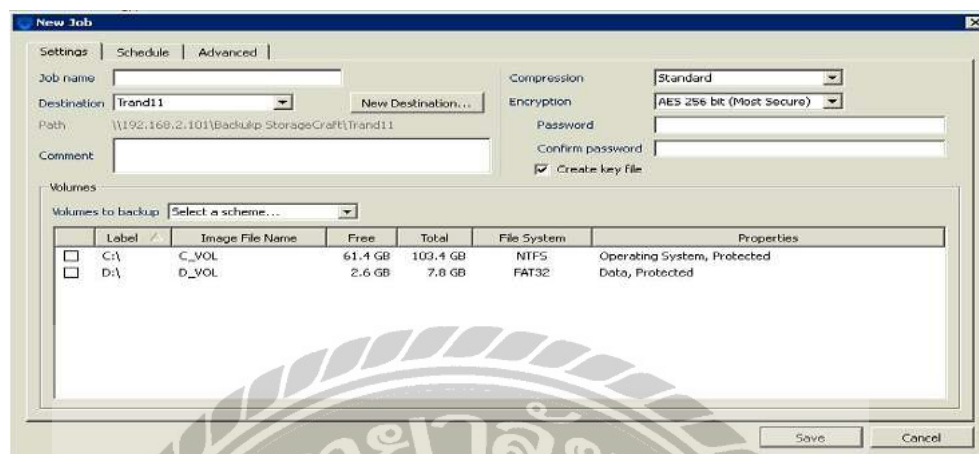 New Job
Settings Schedule Advanced
Job name
Destination Trand11 New Destination...
Path \\192.168.2.101\Backukp StorageCraft\Trand11
Comment
Compression Standard
Encryption AES 256 bit (Most Secure)
Password
Confirm password
Create key file
Volumes
Volumes to backup Select a scheme...
Label Image File Name Free Total File System Properties
C:\ C_VOL 61.4 GB 103.4 GB NTFS Operating System, Protected
D:\ D_VOL 2.6 GB 7.8 GB FAT32 Data, Protected
Save Cancel